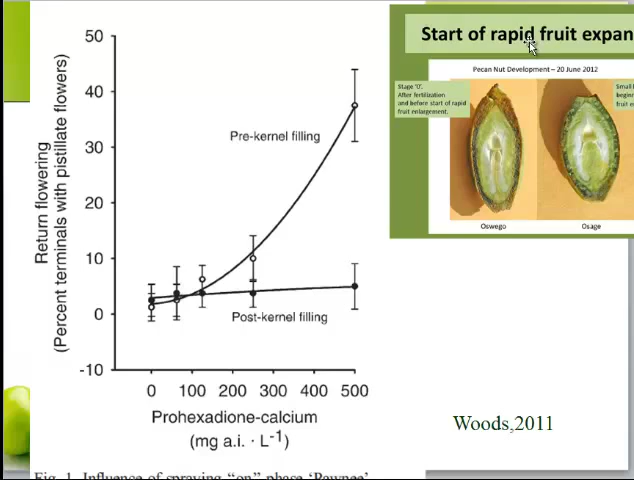 50
40
30
20
10
0
-10
Return flowering
(Percent terminals with pistillate flowers)
Pre-kernel filling
Post-kernel filling
0 100 200 300 400 500
Prohexadione-calcium
(mg a.i. · L-1)
Fig. 1. Influence of spraying "on" phase 'Pawnee'
Start of rapid fruit expan
Pecan Nut Development – 20 June 2012
Stage '0'.
After fertilization
and before start of rapid
fruit enlargement.
Small
begin
fruit e
Oswego
Osage
Woods,2011